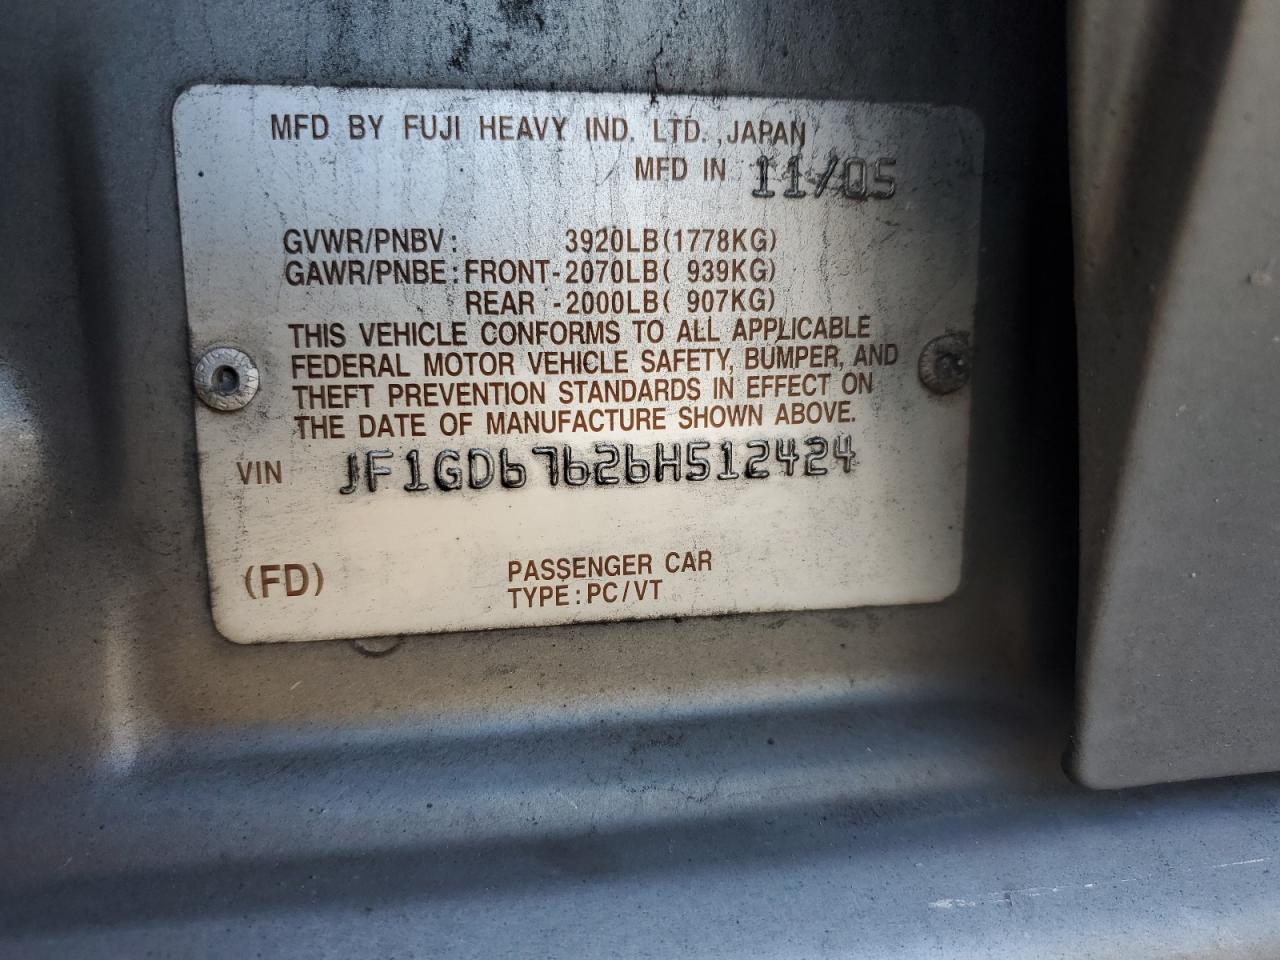 MFD BY FUJI HEAVY IND. LTD.,JAPAN
MFD IN 11/05
GVWR/PNBV: 3920LB(1778KG)
GAWR/PNBE:FRONT-2070LB( 939KG)
REAR -2000LB( 907KG)
THIS VEHICLE CONFORMS TO ALL APPLICABLE
FEDERAL MOTOR VEHICLE SAFETY, BUMPER, AND
THEFT PREVENTION STANDARDS IN EFFECT ON
THE DATE OF MANUFACTURE SHOWN ABOVE.
VIN JF1GD67626H512424
(FD) PASSENGER CAR
TYPE:PC/VT